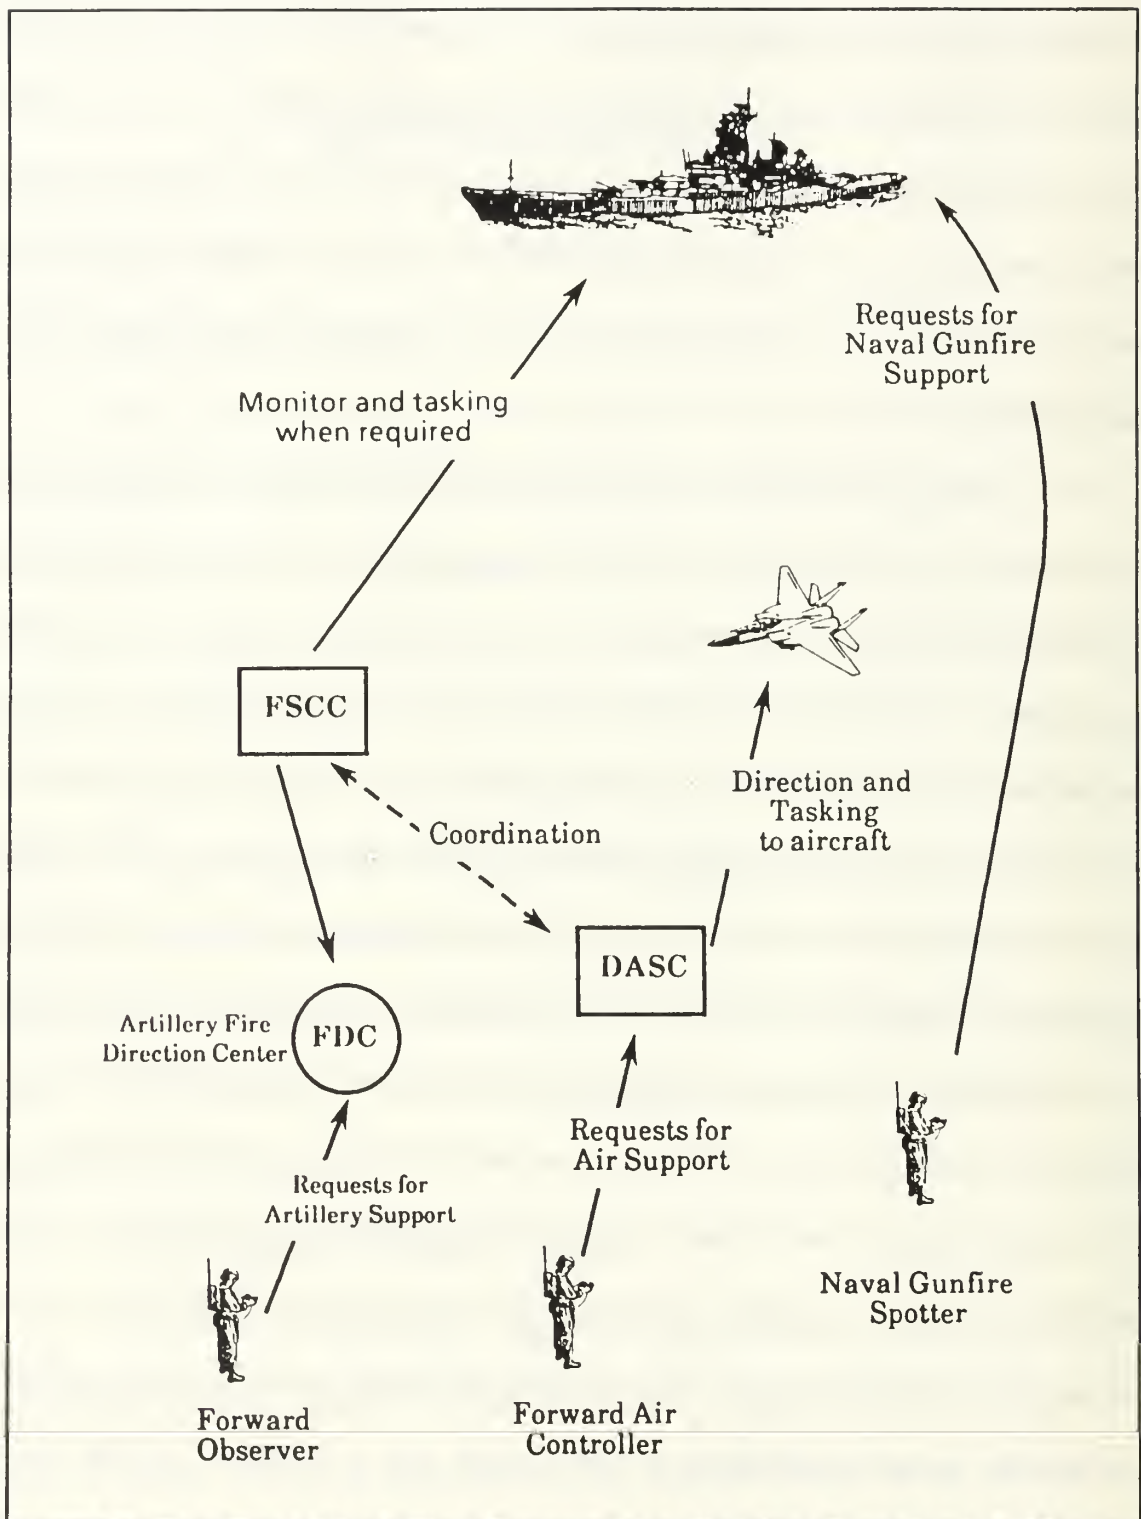 Requests for
Naval Gunfire
Support
Monitor and tasking
when required
FSCC
Direction and
Tasking
to aircraft
Coordination
DASC
Artillery Fire
Direction Center
FDC
Requests for
Air Support
Requests for
Artillery Support
Naval Gunfire
Spotter
Forward
Observer
Forward Air
Controller